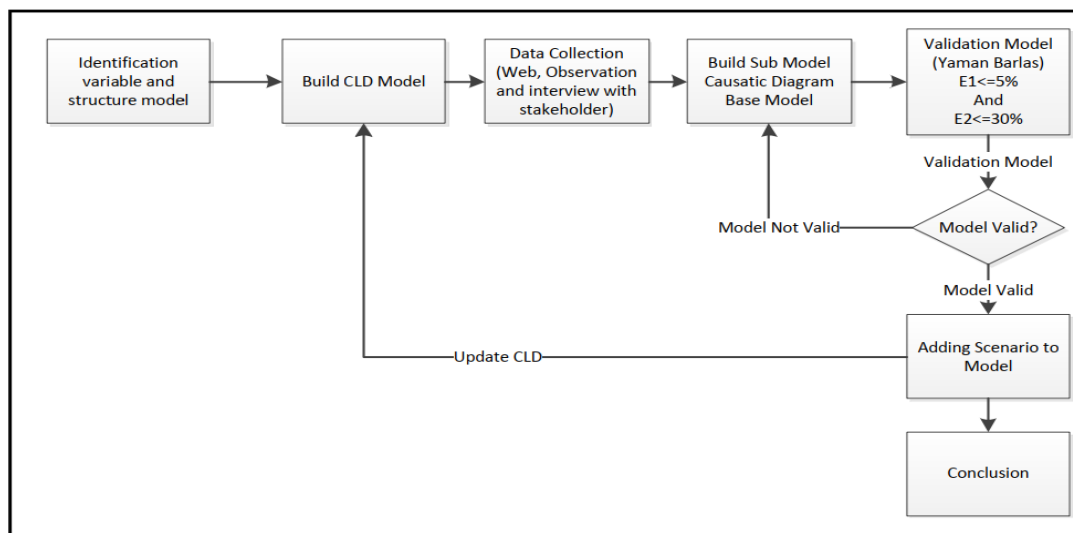 Identification
variable and
structure model
Build CLD Model
Data Collection
(Web, Observation
and interview with
stakeholder)
Build Sub Model
Causatic Diagram
Base Model
Validation Model
(Yaman Barlas)
E1<=5%
And
E2<=30%
Validation Model
Model Not Valid
Model Valid?
Model Valid
Update CLD
Adding Scenario to
Model
Conclusion